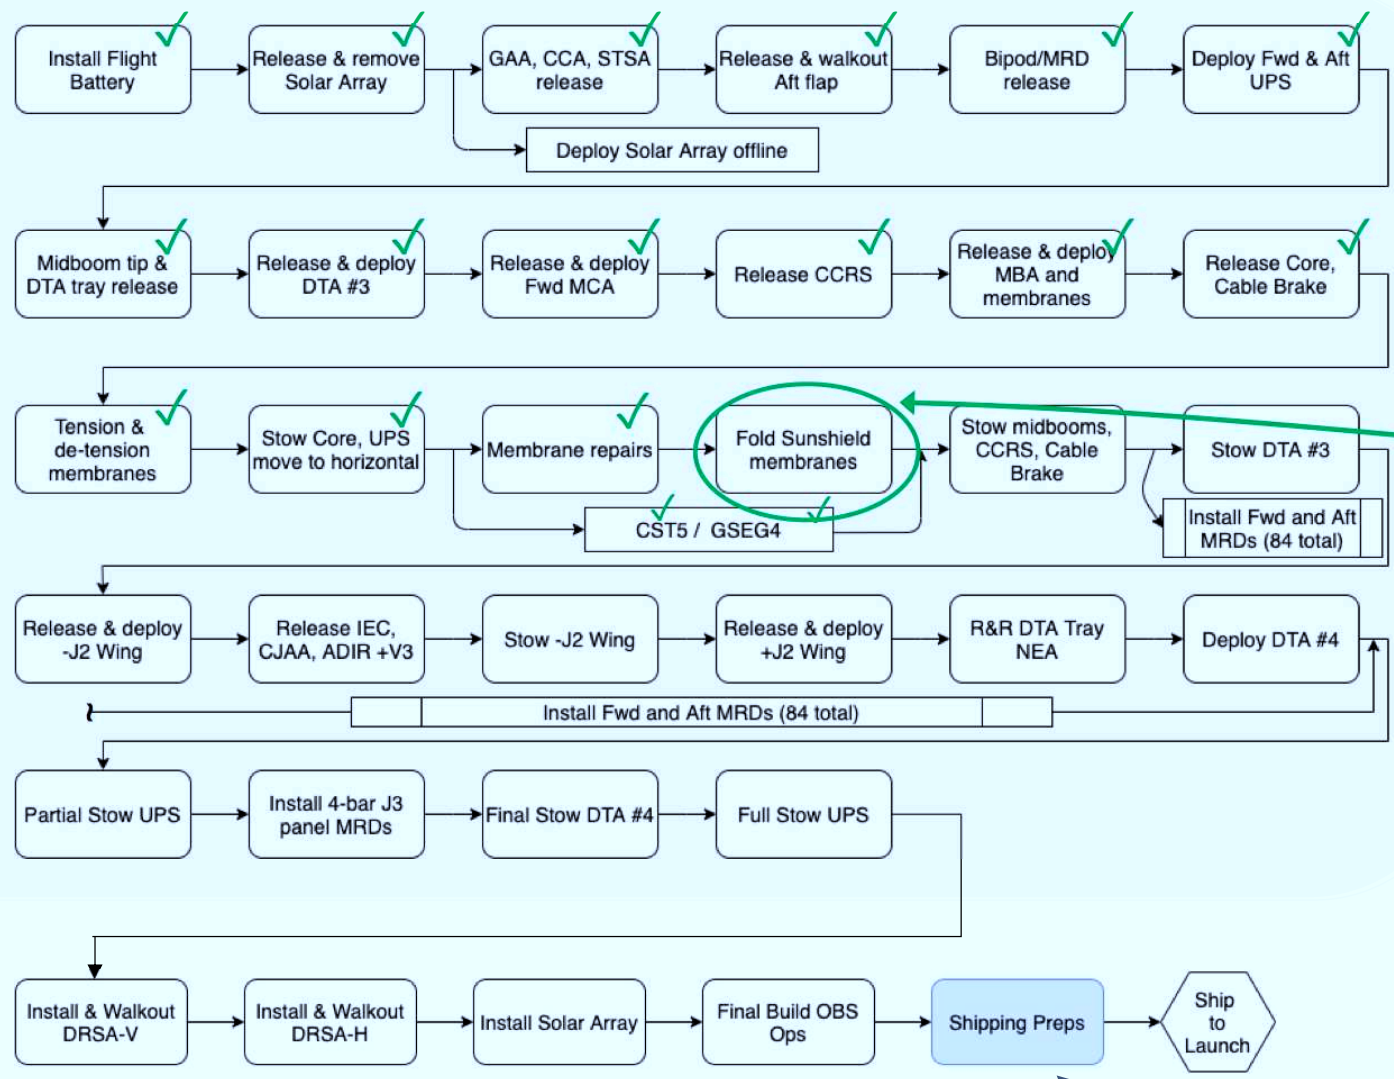 Install Flight
Battery
Release & remove
Solar Array
GAA, CCA, STSA
release
Release & walkout
Aft flap
Bipod/MRD
release
Deploy Fwd & Aft
UPS
Deploy Solar Array offline
Midboom tip &
DTA tray release
Release & deploy
DTA #3
Release & deploy
Fwd MCA
Release CCRS
Release & deploy
MBA and
membranes
Release Core,
Cable Brake
Tension &
de-tension
membranes
Stow Core, UPS
move to horizontal
Membrane repairs
Fold Sunshield
membranes
Stow midbooms,
CCRS, Cable
Brake
Stow DTA #3
CST5 / GSEG4
Install Fwd and Aft
MRDs (84 total)
Release & deploy
-J2 Wing
Release IEC,
CJAA, ADIR +V3
Stow -J2 Wing
Release & deploy
+J2 Wing
R&R DTA Tray
NEA
Deploy DTA #4
Install Fwd and Aft MRDs (84 total)
Partial Stow UPS
Install 4-bar J3
panel MRDs
Final Stow DTA #4
Full Stow UPS
Install & Walkout
DRSA-V
Install & Walkout
DRSA-H
Install Solar Array
Final Build OBS
Ops
Shipping Preps
Ship
to
Launch